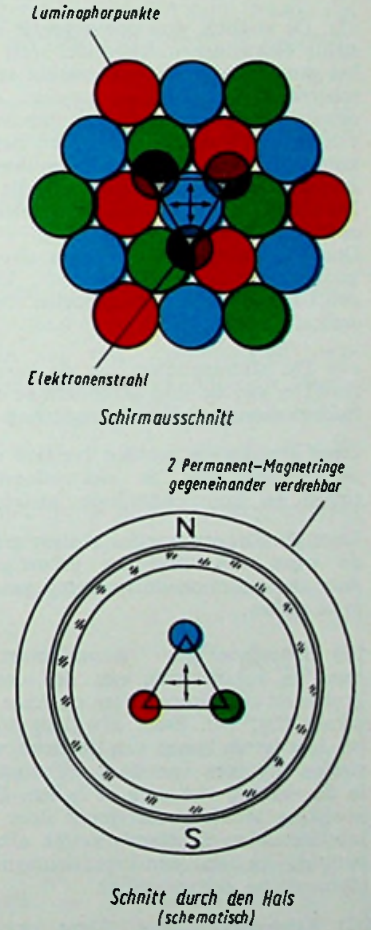 Luminophorpunkte
Elektronenstrahl
Schirmausschnitt
2 Permanent-Magnetringe
gegeneinander verdrehbar
N
S
Schnitt durch den Hals
(schematisch)